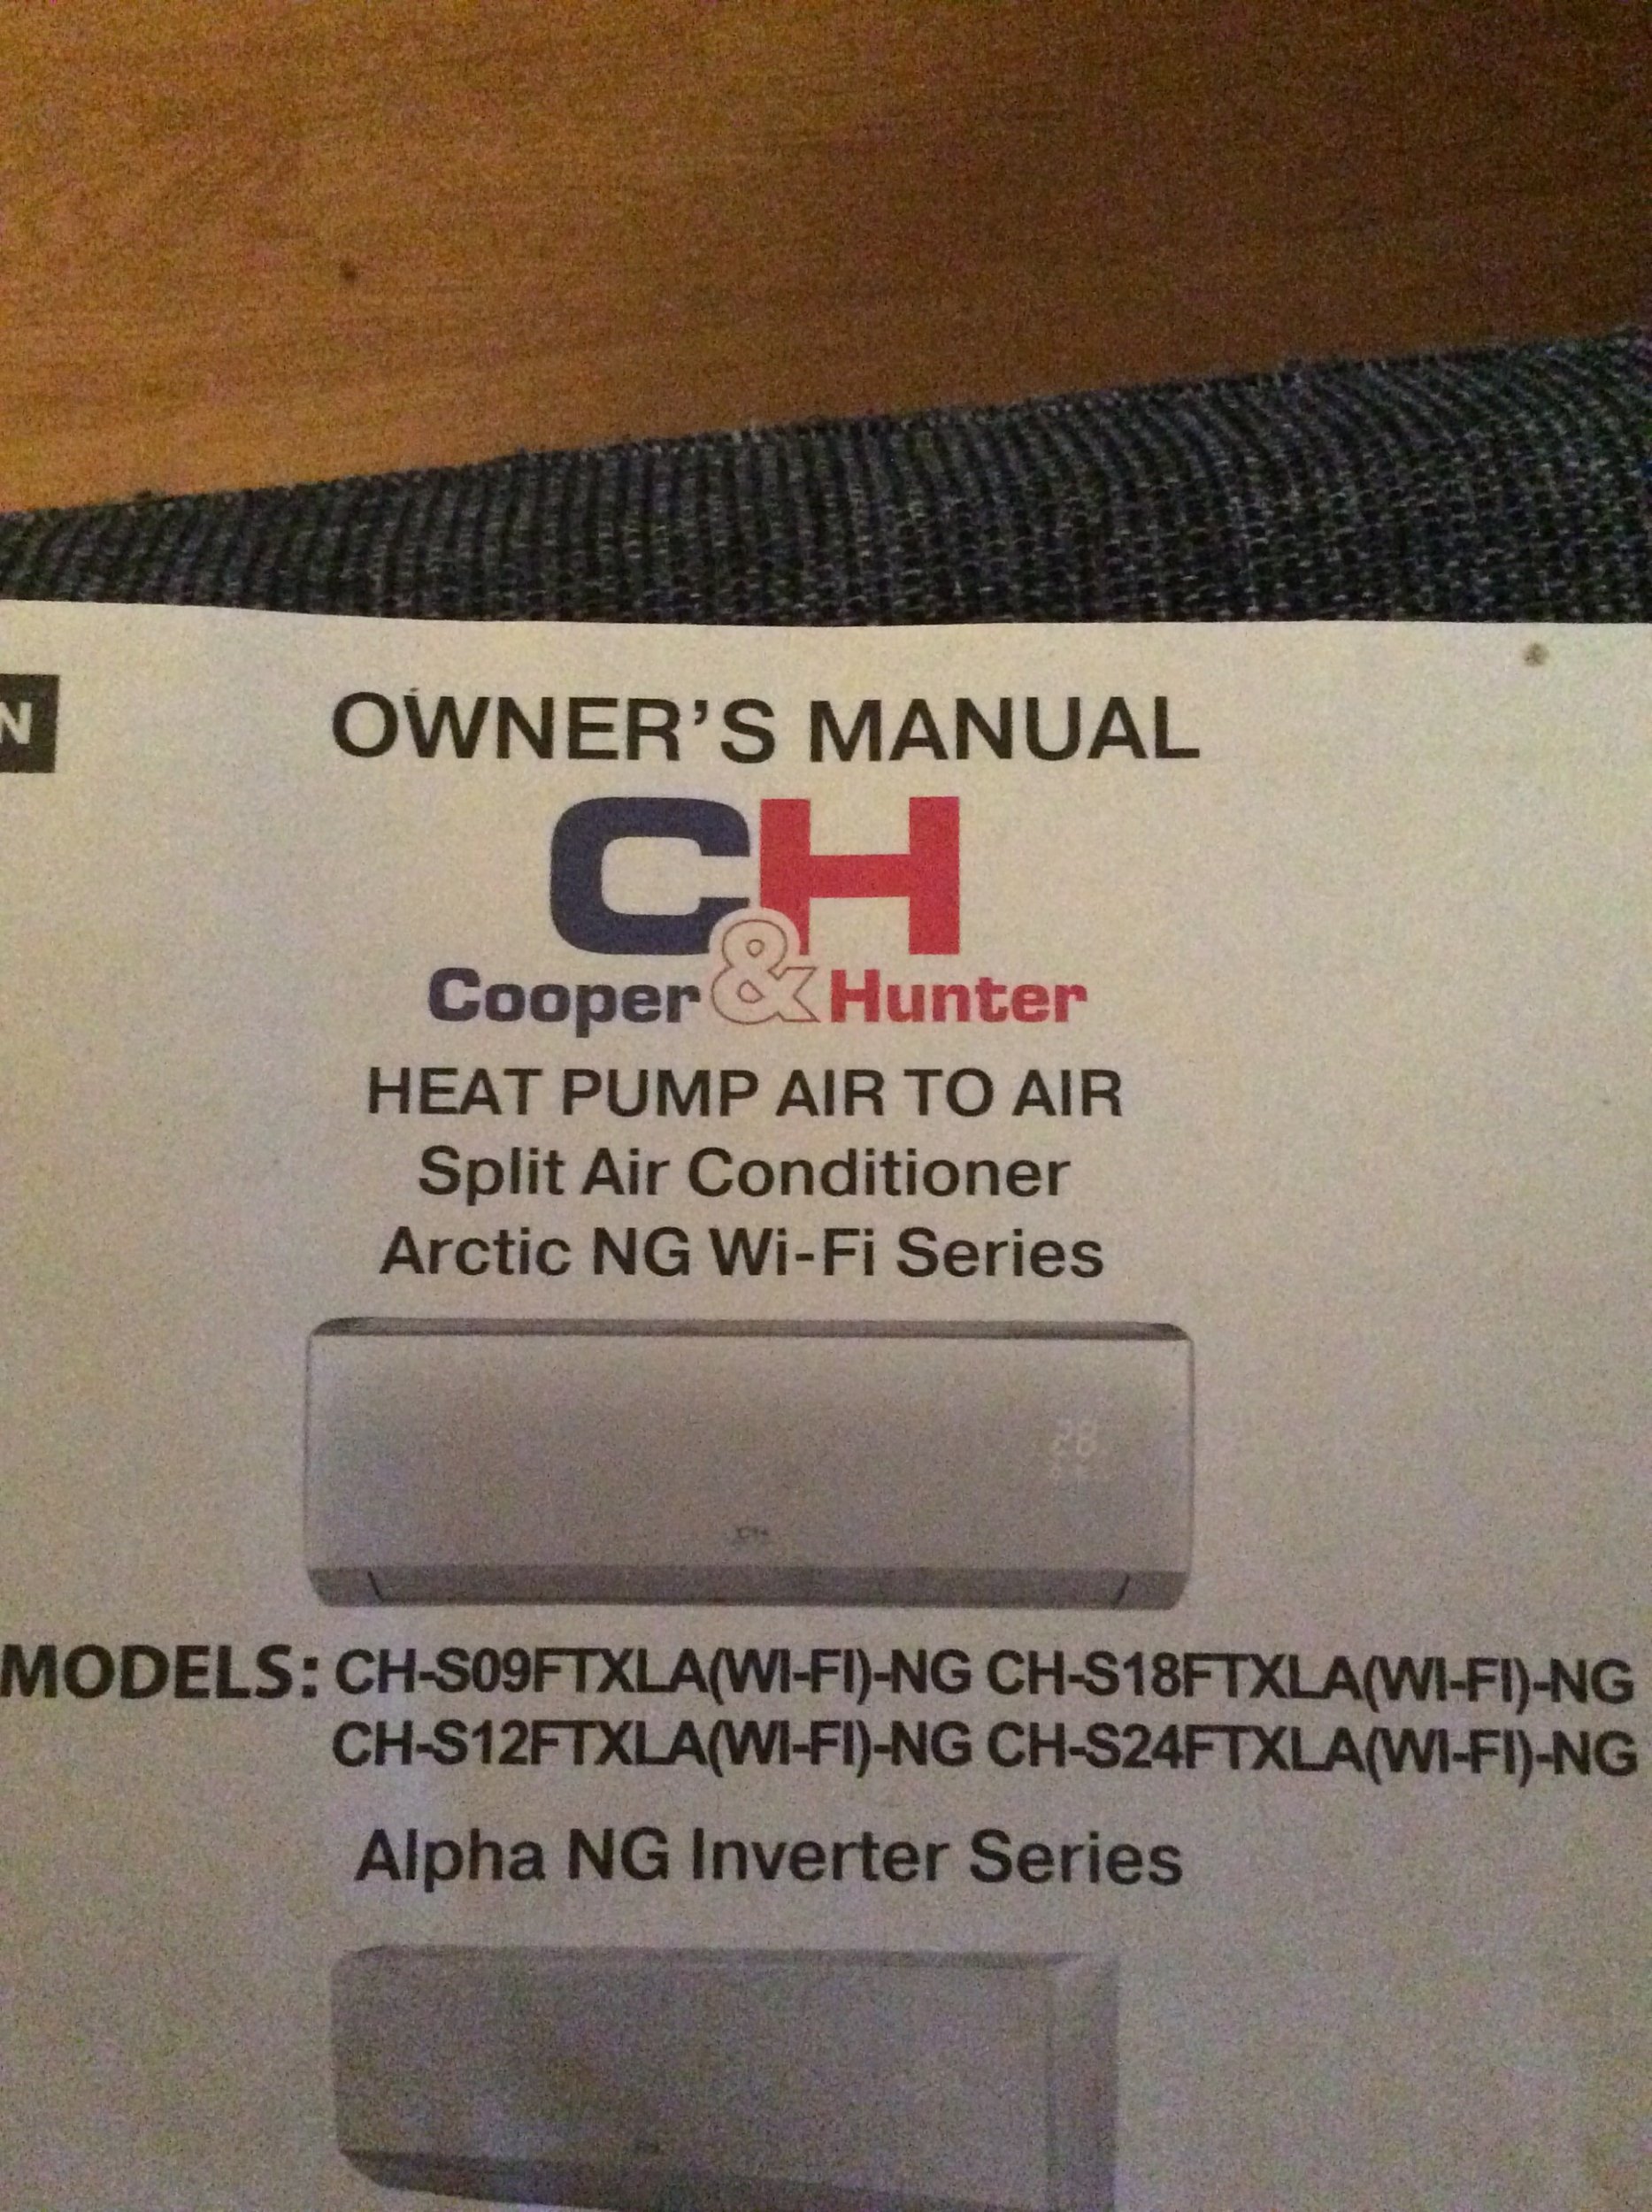 N
OWNER'S MANUAL
CH
Cooper & Hunter
HEAT PUMP AIR TO AIR
Split Air Conditioner
Arctic NG Wi-Fi Series
28
MODELS: CH-S09FTXLA(WI-FI)-NG CH-S18FTXLA(WI-FI)-NG
CH-S12FTXLA(WI-FI)-NG CH-S24FTXLA(WI-FI)-NG
Alpha NG Inverter Series